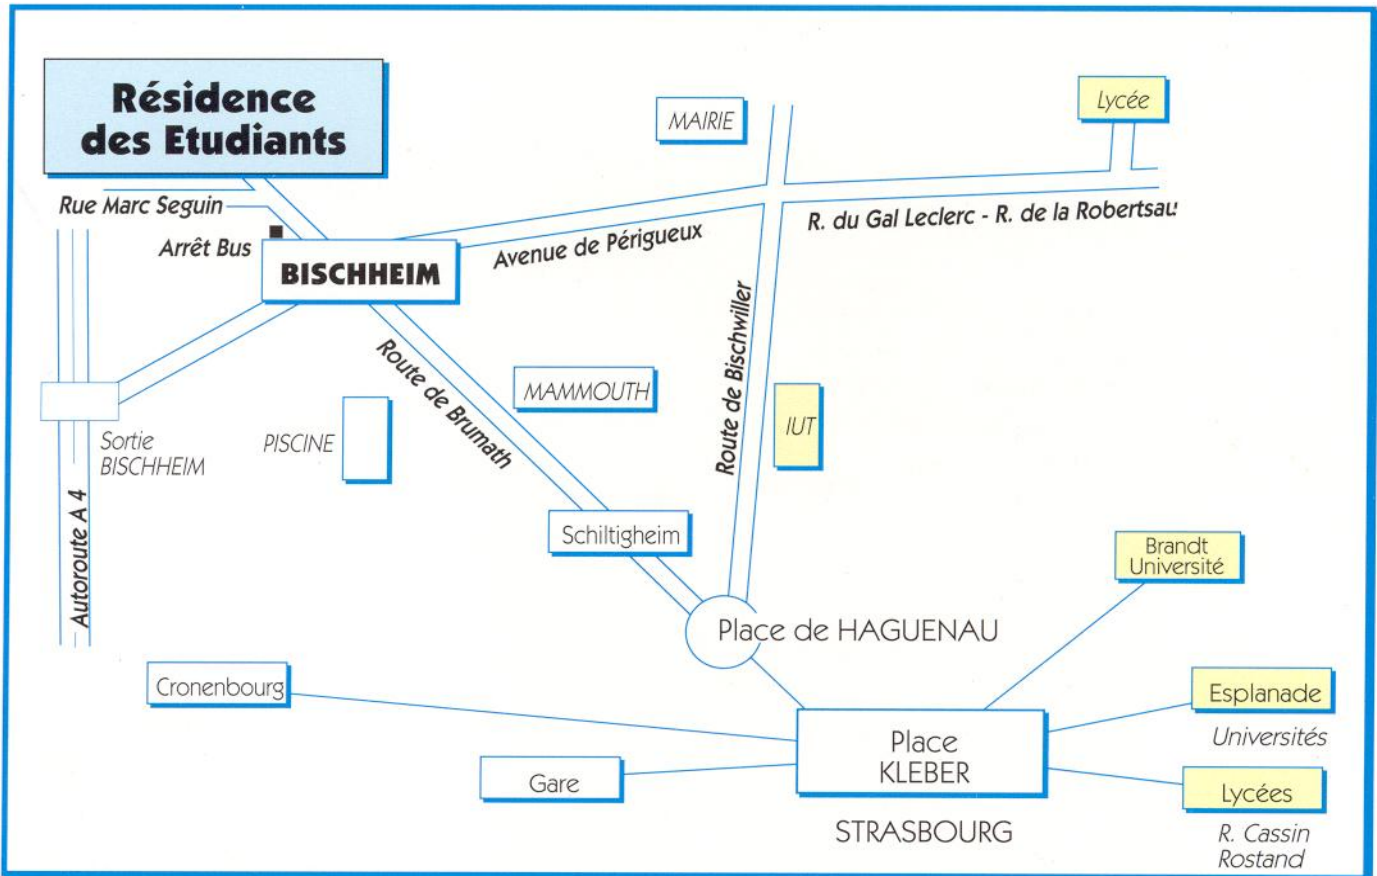 Résidence
des Etudiants
MAIRIE
Lycée
Rue Marc Seguin
Arrêt Bus
BISCHHEIM
Avenue de Périgueux
R. du Gal Leclerc - R. de la Robertsau
Route de Brumath
MAMMOUTH
Route de Bischwiller
IUT
Sortie
BISCHHEIM
PISCINE
Autoroute A 4
Schiltigheim
Brandt
Université
Place de HAGUENAU
Cronenbourg
Esplanade
Universités
Place
KLEBER
Gare
Lycées
STRASBOURG
R. Cassin
Rostand